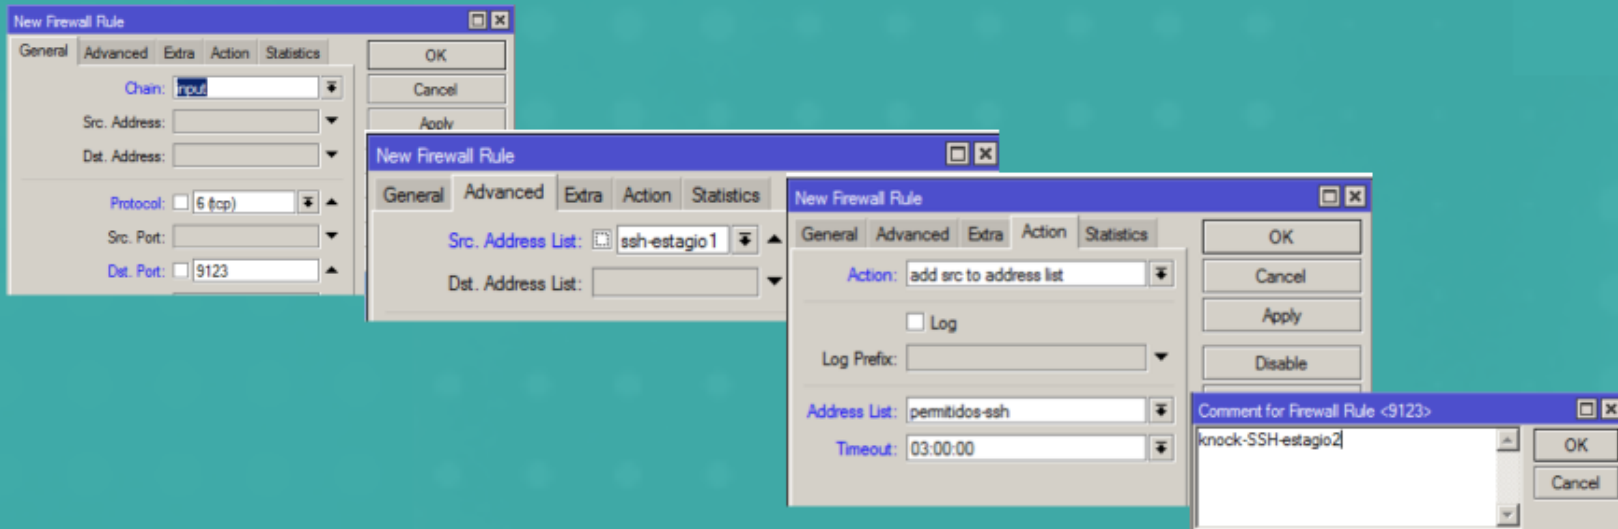 New Firewall Rule
General Advanced Extra Action Statistics
Chain: input
Src. Address:
Dst. Address:
Protocol: 6 (tcp)
Src. Port:
Dst. Port: 9123
OK
Cancel
Apply
New Firewall Rule
General Advanced Extra Action Statistics
Src. Address List: ssh-estagio1
Dst. Address List:
New Firewall Rule
General Advanced Extra Action Statistics
Action: add src to address list
Log
Log Prefix:
Address List: permitidos-ssh
Timeout: 03:00:00
OK
Cancel
Apply
Disable
Comment for Firewall Rule <9123>
knock-SSH-estagio2
OK
Cancel